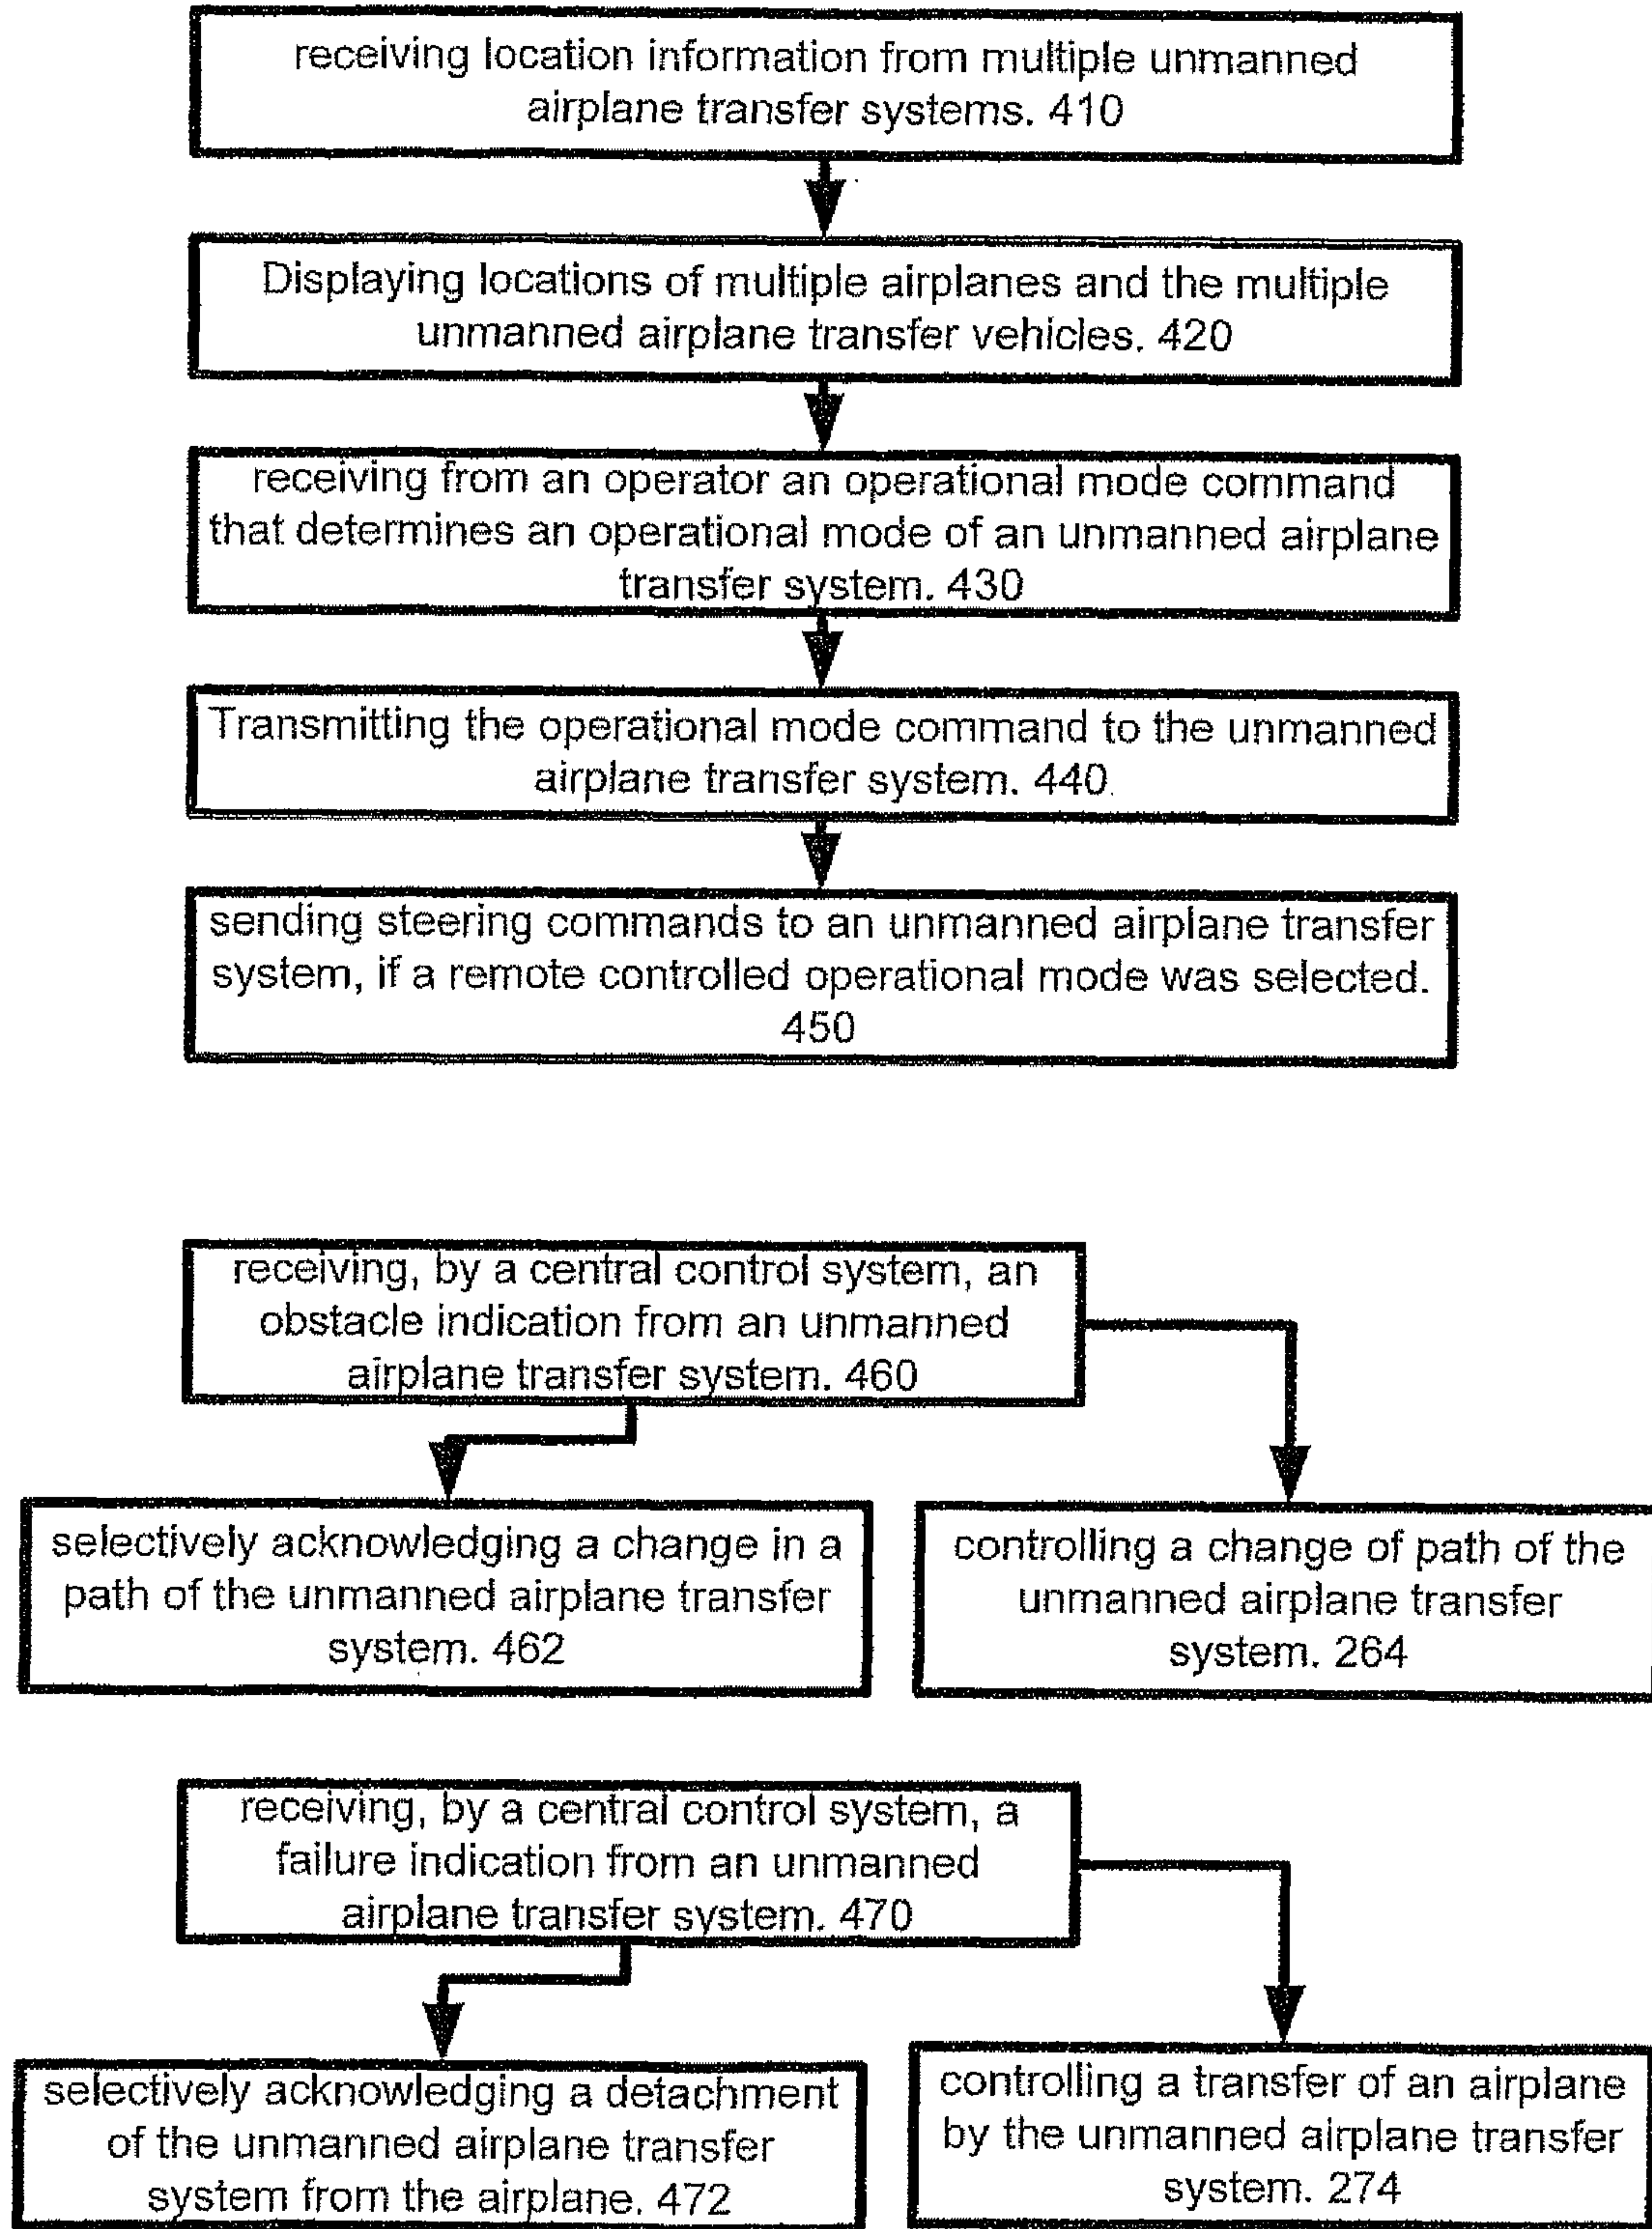 receiving location information from multiple unmanned
airplane transfer systems. 410
Displaying locations of multiple airplanes and the multiple
unmanned airplane transfer vehicles. 420
receiving from an operator an operational mode command
that determines an operational mode of an unmanned airplane
transfer system. 430
Transmitting the operational mode command to the unmanned
airplane transfer system. 440
sending steering commands to an unmanned airplane transfer
system, if a remote controlled operational mode was selected.
450
receiving, by a central control system, an
obstacle indication from an unmanned
airplane transfer system. 460
selectively acknowledging a change in a
path of the unmanned airplane transfer
system. 462
controlling a change of path of the
unmanned airplane transfer
system. 264
receiving, by a central control system, a
failure indication from an unmanned
airplane transfer system. 470
selectively acknowledging a detachment
of the unmanned airplane transfer
system from the airplane. 472
controlling a transfer of an airplane
by the unmanned airplane transfer
system. 274